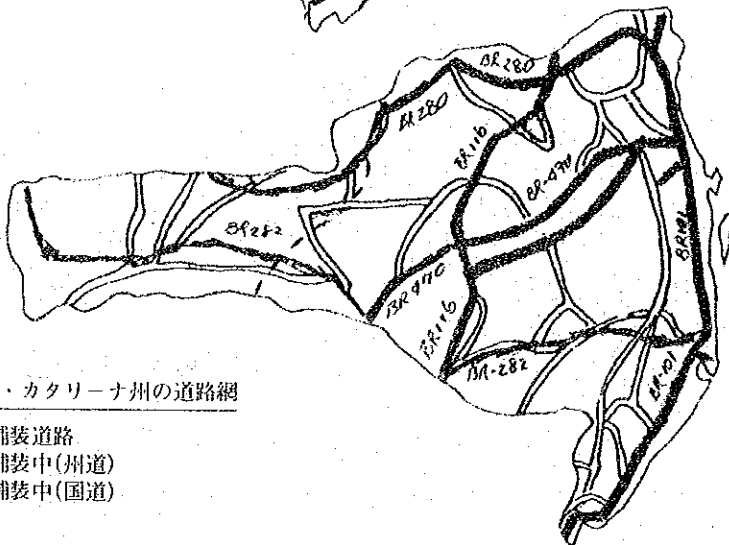 BR 280
BR 280
BR 116
BR-470
BR 282
BR 101
BR 470
BR 116
BR-282
BR-101
・カタリーナ州の道路網
舗装道路
舗装中(州道)
舗装中(国道)